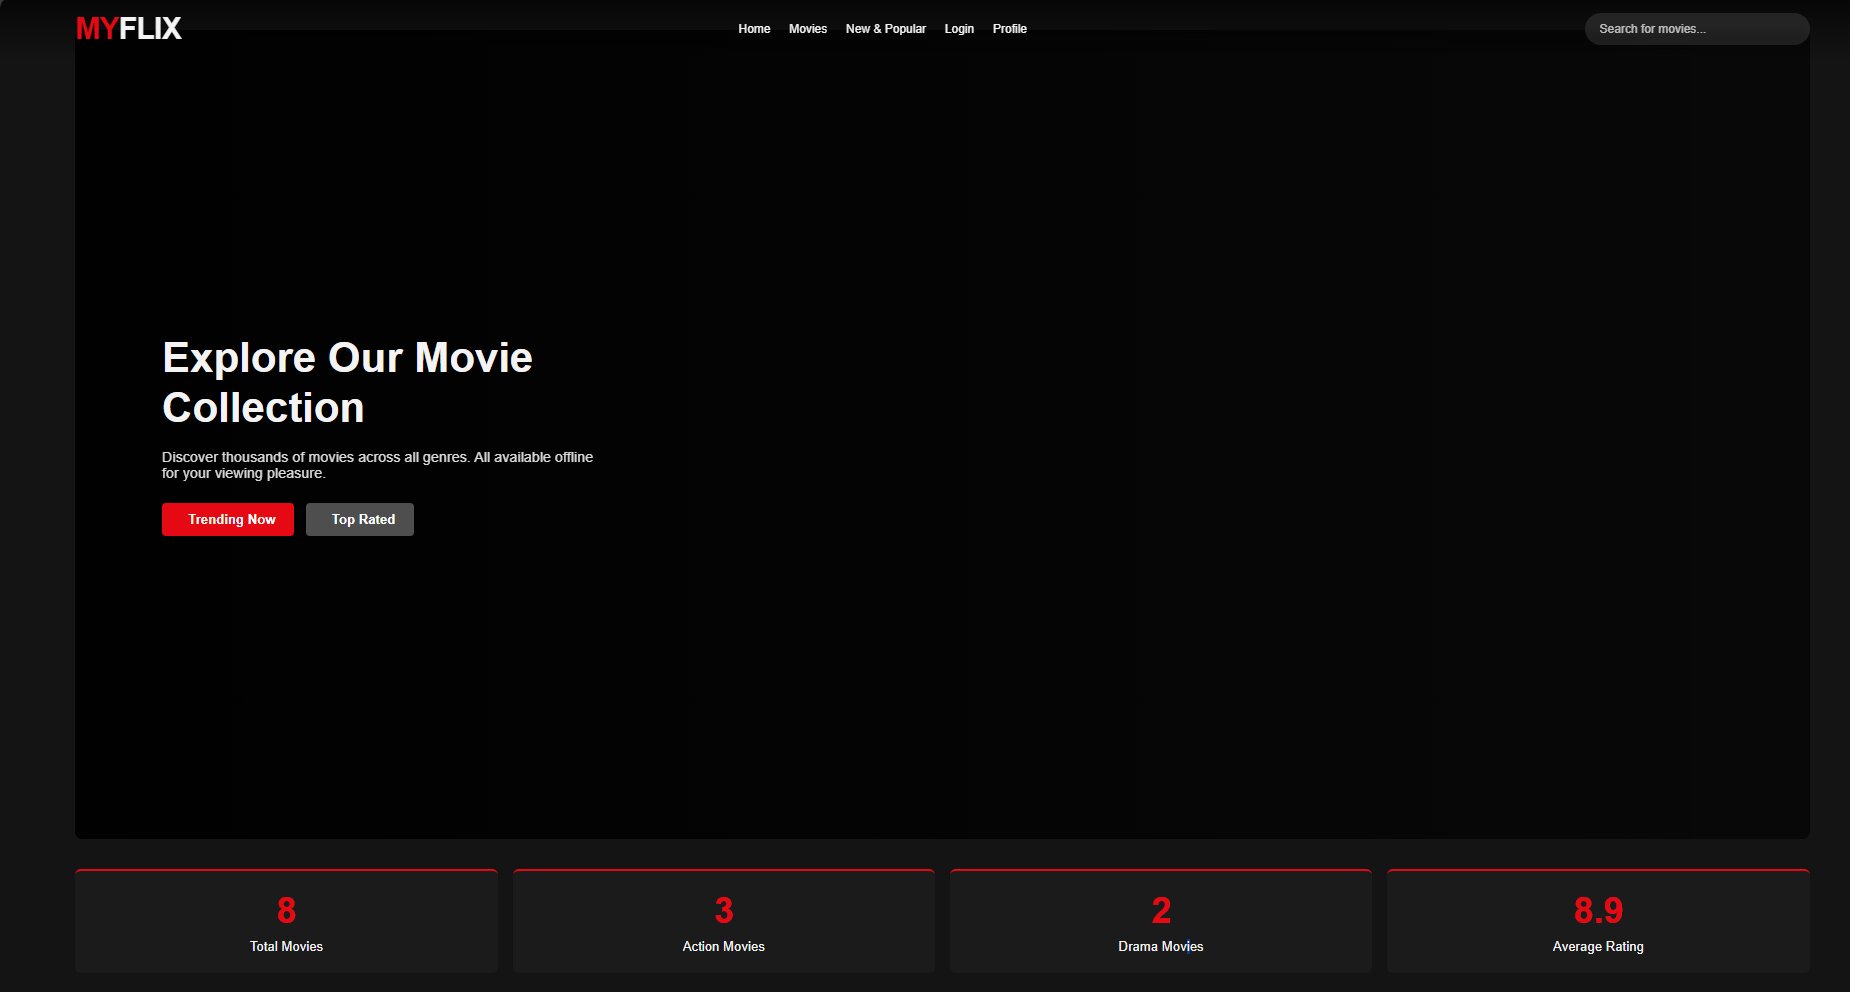 MYFLIX
Home Movies New & Popular Login Profile
Search for movies...
Explore Our Movie
Collection
Discover thousands of movies across all genres. All available offline
for your viewing pleasure.
Trending Now Top Rated
8
Total Movies
3
Action Movies
2
Drama Movies
8.9
Average Rating